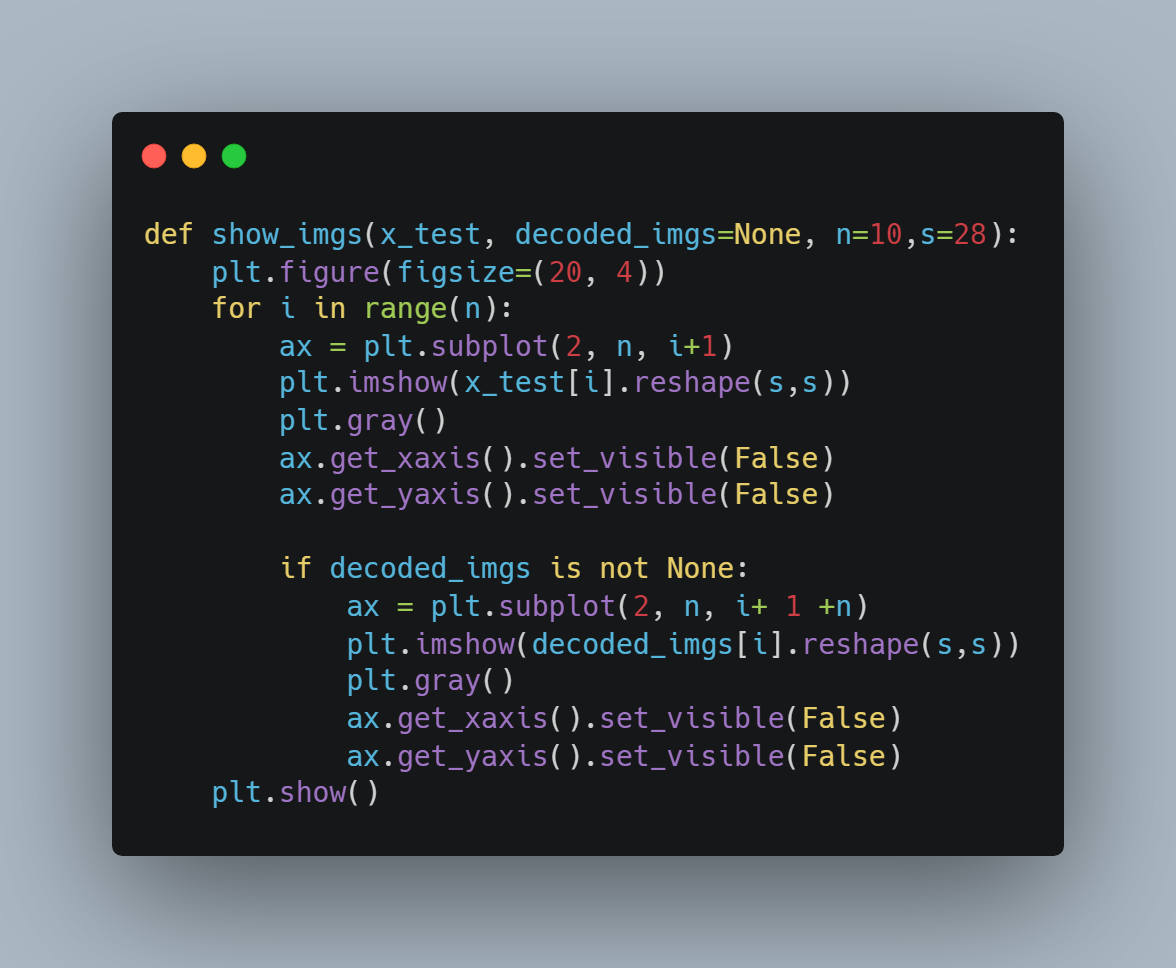 def show_imgs(x_test, decoded_imgs=None, n=10,s=28):
    plt.figure(figsize=(20, 4))
    for i in range(n):
        ax = plt.subplot(2, n, i+1)
        plt.imshow(x_test[i].reshape(s,s))
        plt.gray()
        ax.get_xaxis().set_visible(False)
        ax.get_yaxis().set_visible(False)

        if decoded_imgs is not None:
            ax = plt.subplot(2, n, i+ 1 +n)
            plt.imshow(decoded_imgs[i].reshape(s,s))
            plt.gray()
            ax.get_xaxis().set_visible(False)
            ax.get_yaxis().set_visible(False)
    plt.show()